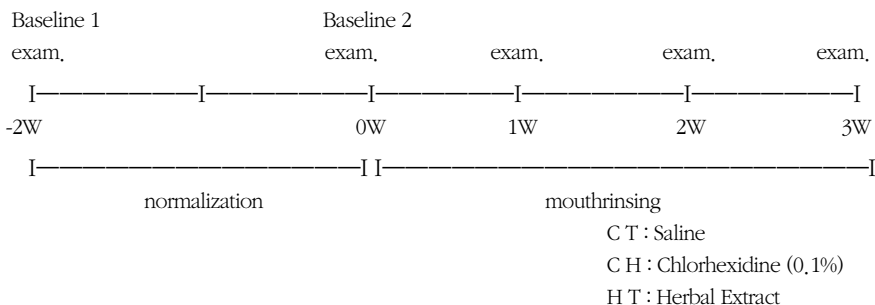 Baseline 1 Baseline 2
exam. exam. exam. exam. exam.
I I I I I I
-2W 0W 1W 2W 3W
I I I I
normalization mouthrinsing
C T : Saline
C H : Chlorhexidine (0.1%)
H T : Herbal Extract